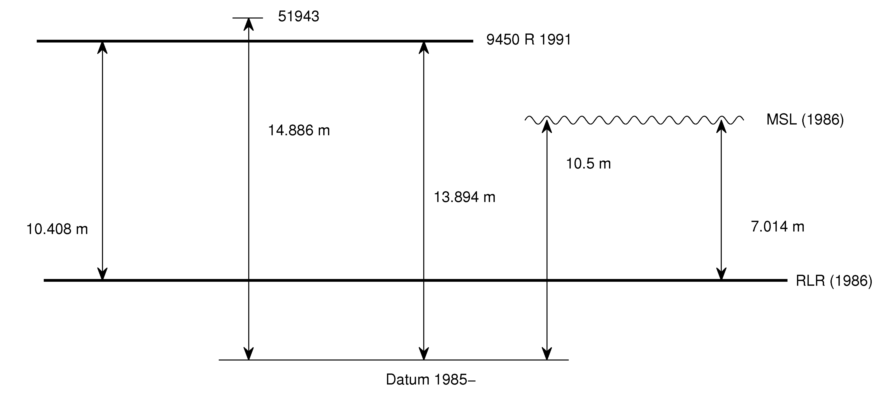 51943
9450 R 1991
14.886 m
MSL (1986)
10.5 m
13.894 m
10.408 m
7.014 m
RLR (1986)
Datum 1985–